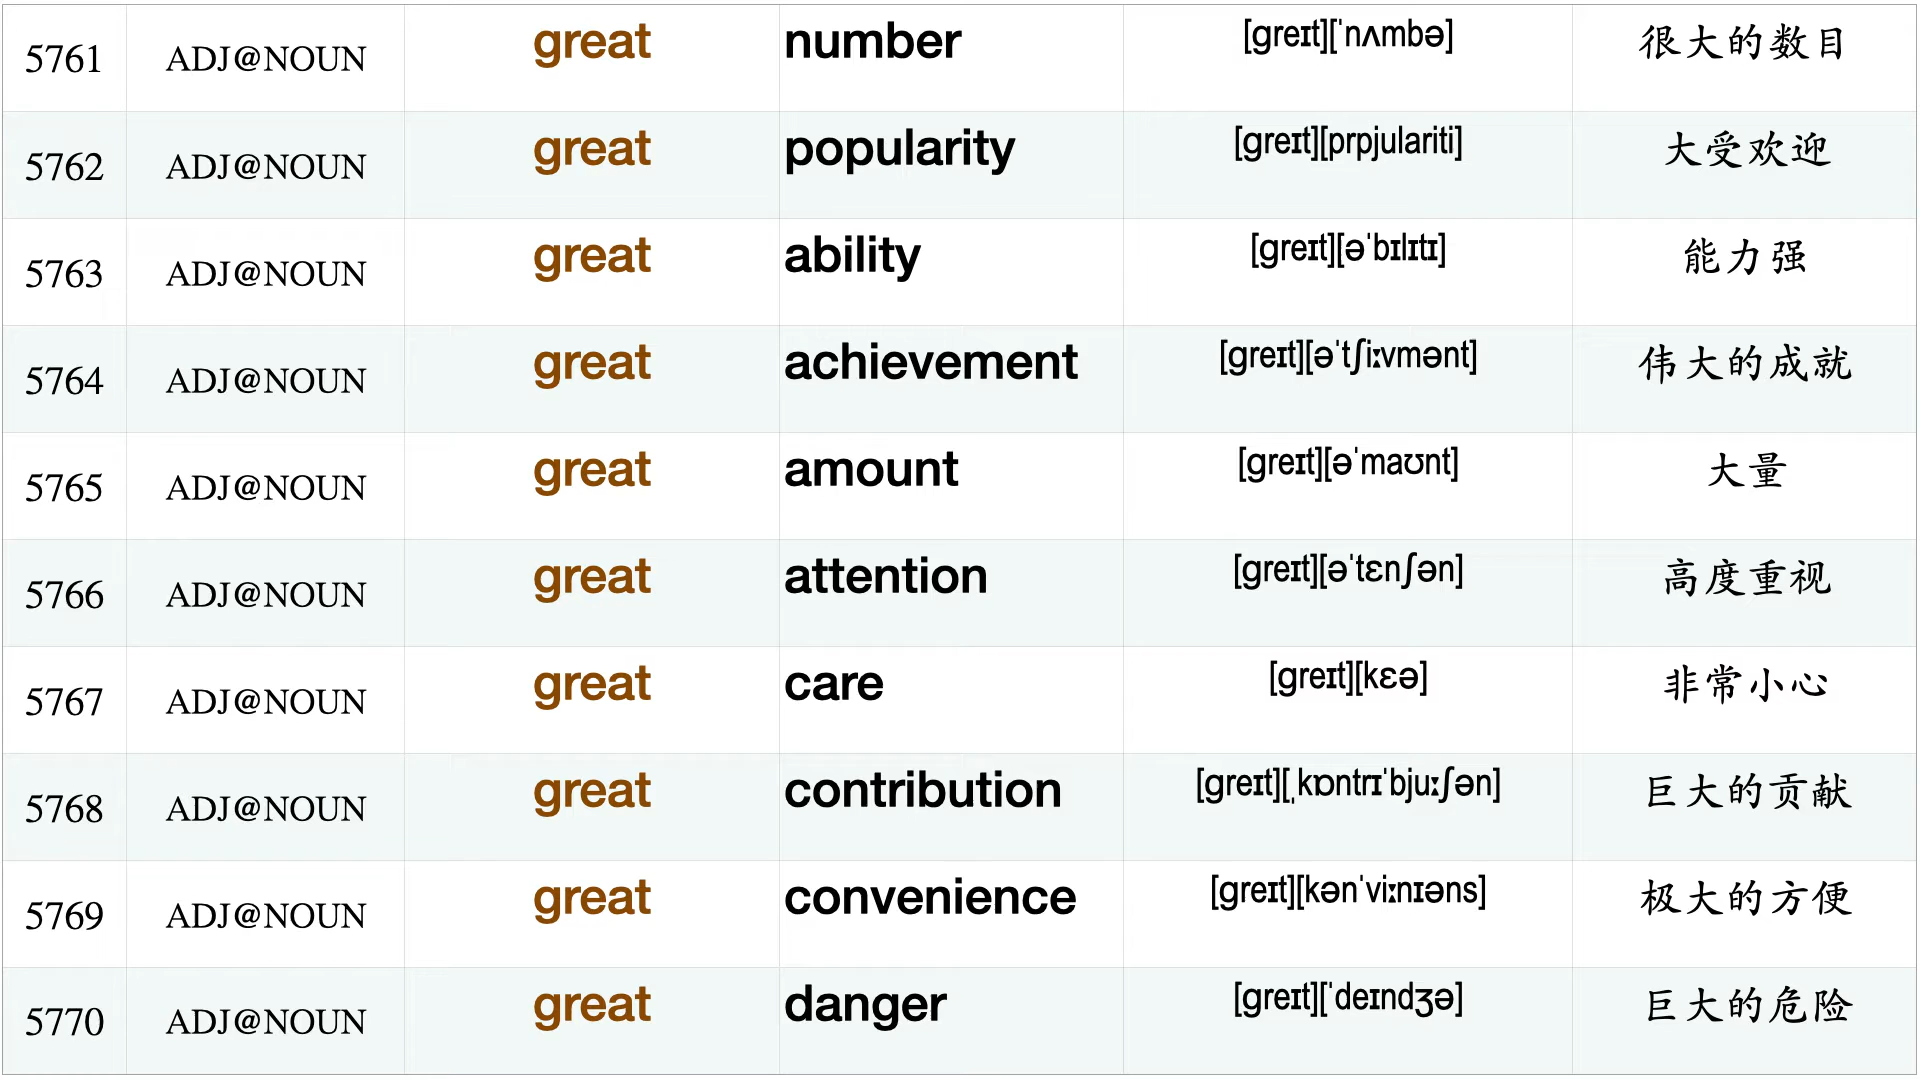 5761 ADJ@NOUN great number [greɪt][ˈnʌmbə] 很大的数目
5762 ADJ@NOUN great popularity [greɪt][prpjulariti] 大受欢迎
5763 ADJ@NOUN great ability [greɪt][əˈbɪlɪtɪ] 能力强
5764 ADJ@NOUN great achievement [greɪt][əˈtʃiːvmənt] 伟大的成就
5765 ADJ@NOUN great amount [greɪt][əˈmaʊnt] 大量
5766 ADJ@NOUN great attention [greɪt][əˈtɛnʃən] 高度重视
5767 ADJ@NOUN great care [greɪt][kɛə] 非常小心
5768 ADJ@NOUN great contribution [greɪt][ˌkɒntrɪˈbjuːʃən] 巨大的贡献
5769 ADJ@NOUN great convenience [greɪt][kənˈviːnɪəns] 极大的方便
5770 ADJ@NOUN great danger [greɪt][ˈdeɪndʒə] 巨大的危险